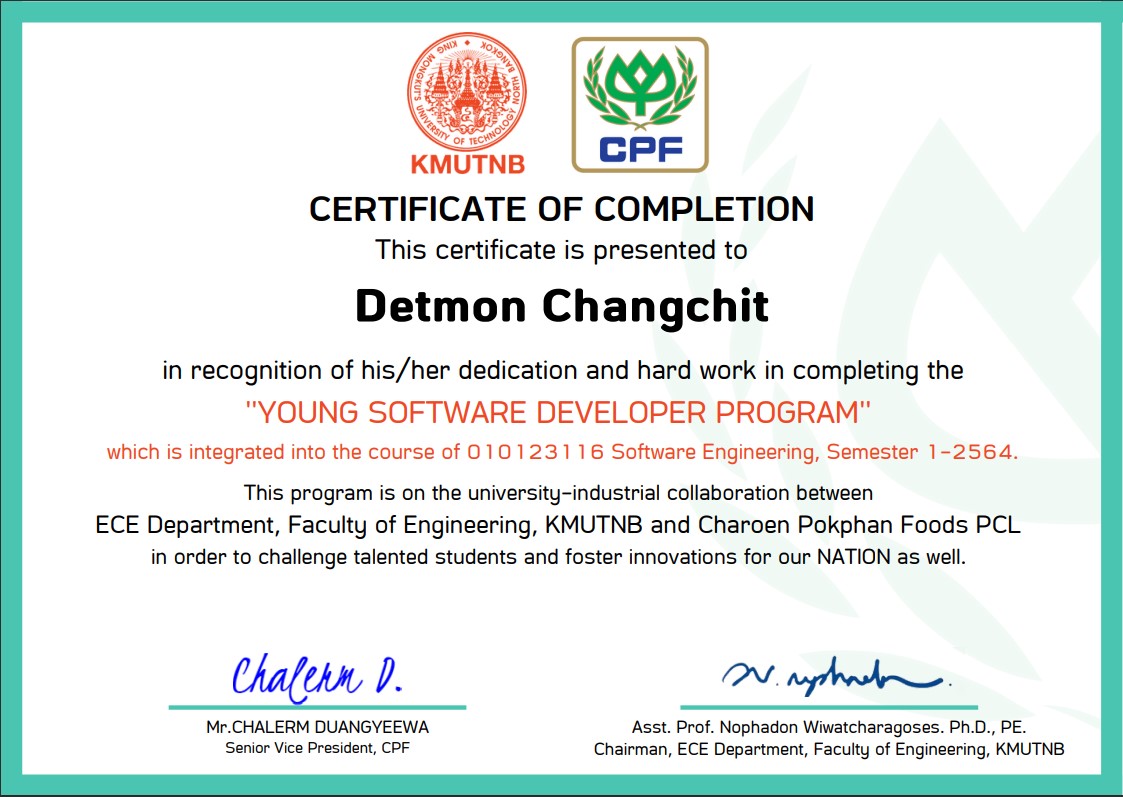 KING MONGKUT'S UNIVERSITY OF TECHNOLOGY NORTH BANGKOK
KMUTNB
CPF
CERTIFICATE OF COMPLETION
This certificate is presented to
Detmon Changchit
in recognition of his/her dedication and hard work in completing the
"YOUNG SOFTWARE DEVELOPER PROGRAM"
which is integrated into the course of 010123116 Software Engineering, Semester 1-2564.
This program is on the university-industrial collaboration between
ECE Department, Faculty of Engineering, KMUTNB and Charoen Pokphan Foods PCL
in order to challenge talented students and foster innovations for our NATION as well.
Chalerm D.
Mr.CHALERM DUANGYEEWA
Senior Vice President, CPF
Asst. Prof. Nophadon Wiwatcharagoses. Ph.D., PE.
Chairman, ECE Department, Faculty of Engineering, KMUTNB